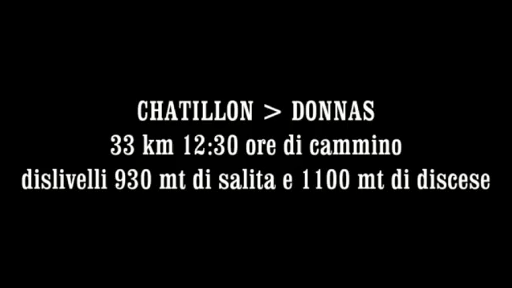 CHATILLON > DONNAS
33 km 12:30 ore di cammino
dislivelli 930 mt di salita e 1100 mt di discese